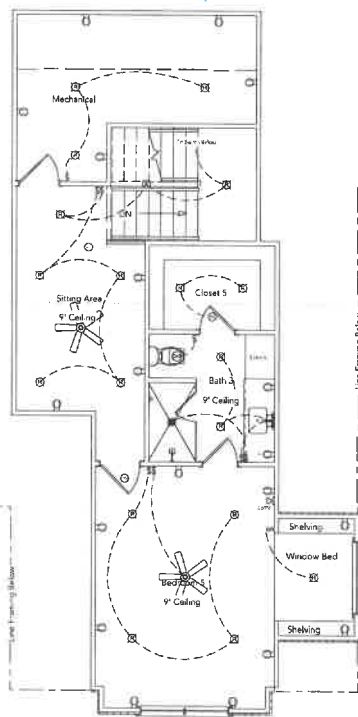 Mechanical
DN
Sitting Area
9' Ceiling
Closet 5
Bath 3
9' Ceiling
Shelving
Window Bed
Bedroom 5
9' Ceiling
Shelving
Line Framing Below